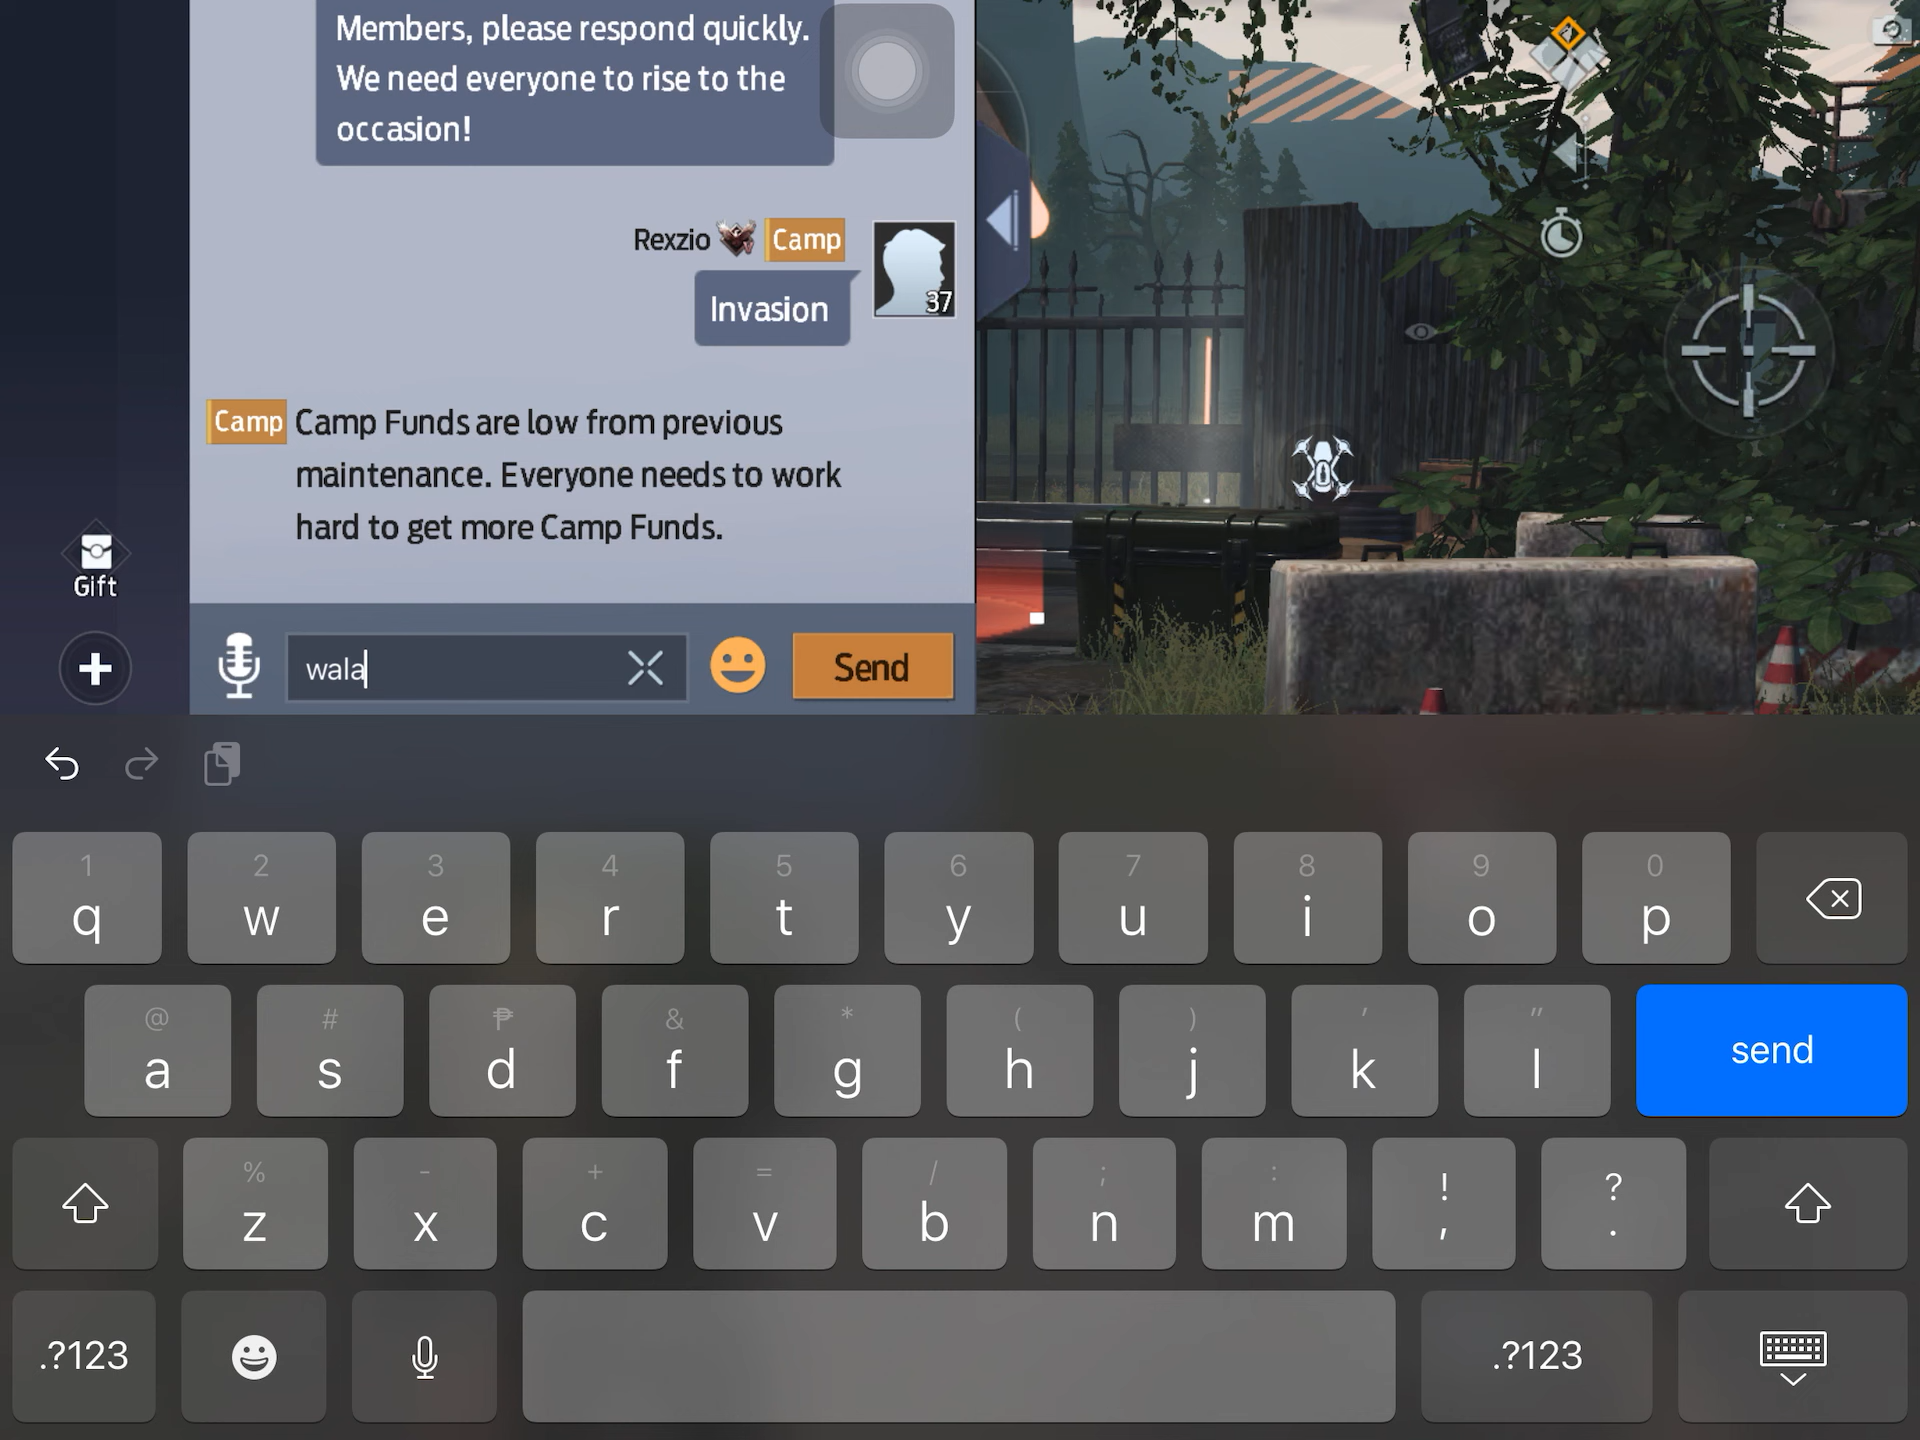 Members, please respond quickly.
We need everyone to rise to the
occasion!
Rexzio Camp
37
Invasion
Camp Camp Funds are low from previous
maintenance. Everyone needs to work
hard to get more Camp Funds.
Gift
wala
Send
1 2 3 4 5 6 7 8 9 0
q w e r t y u i o p
@ # ₱ & * ( ) ' "
a s d f g h j k l send
% - + = / ; : ! ?
z x c v b n m , .
.?123 .?123